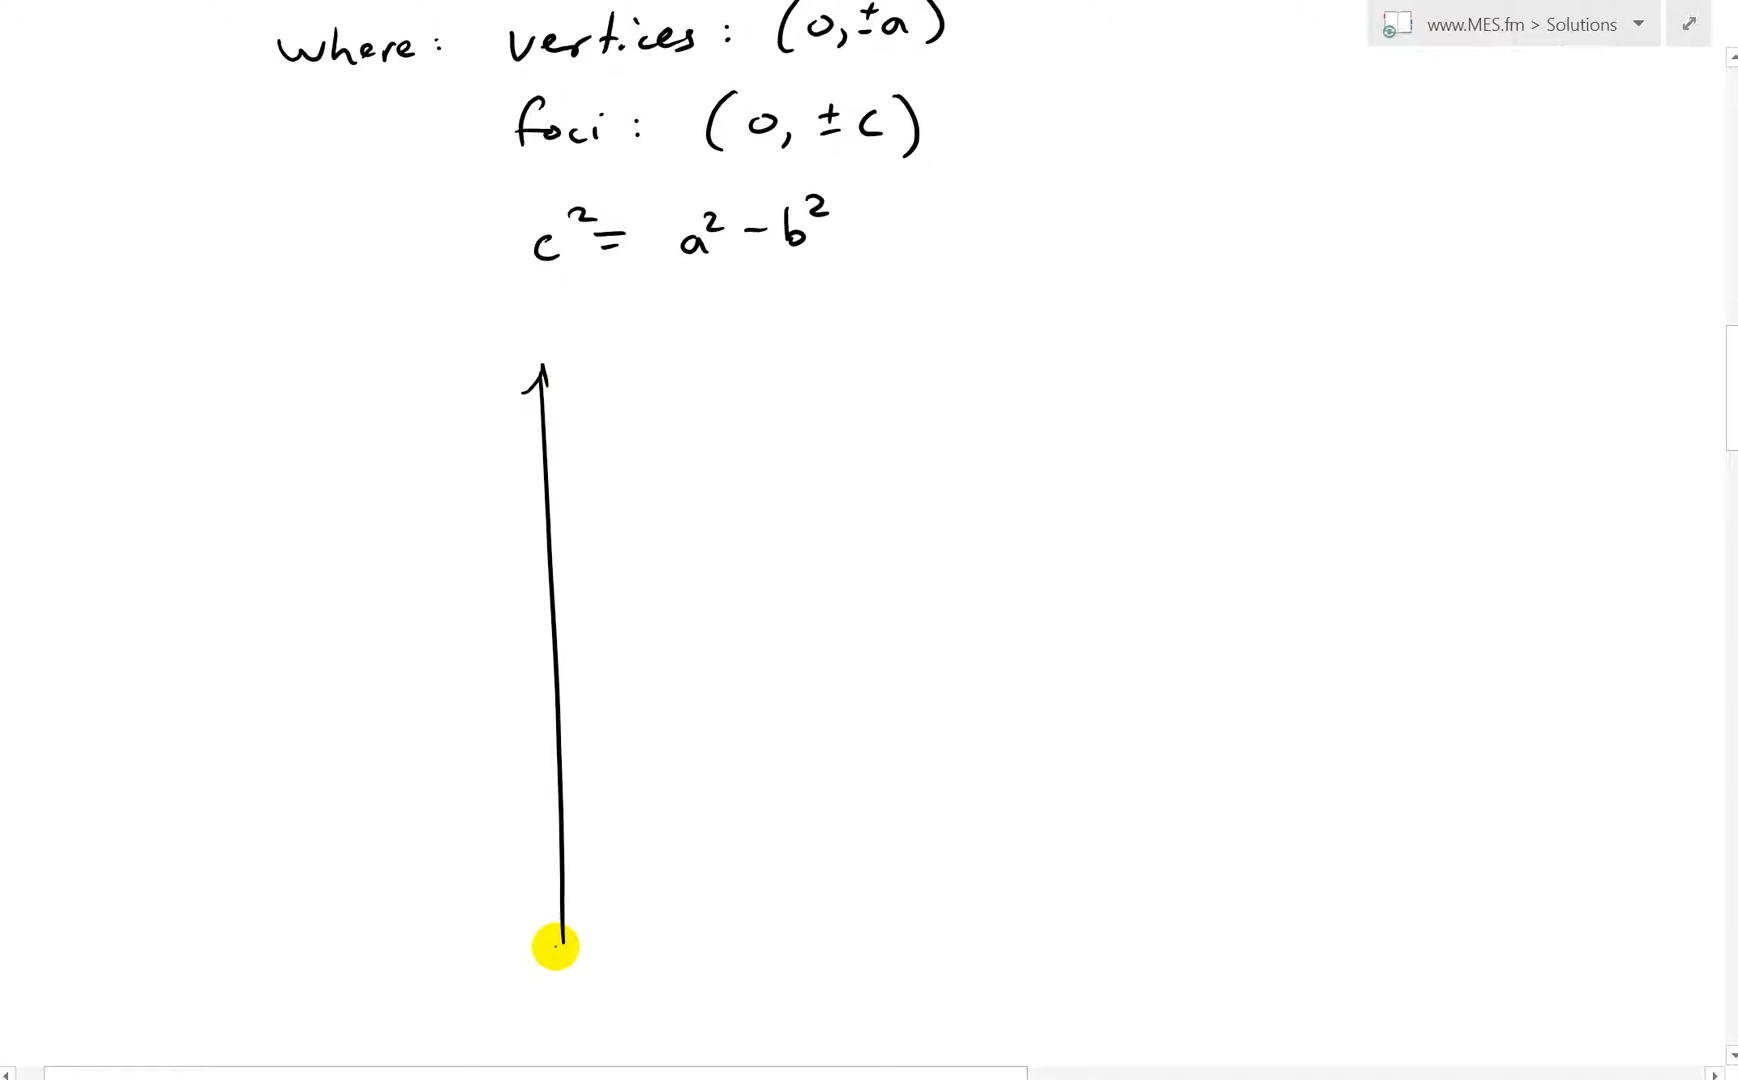 www.MES.fm > Solutions
where: vertices: (0, ±a)
foci: (0, ±c)
c² = a² - b²